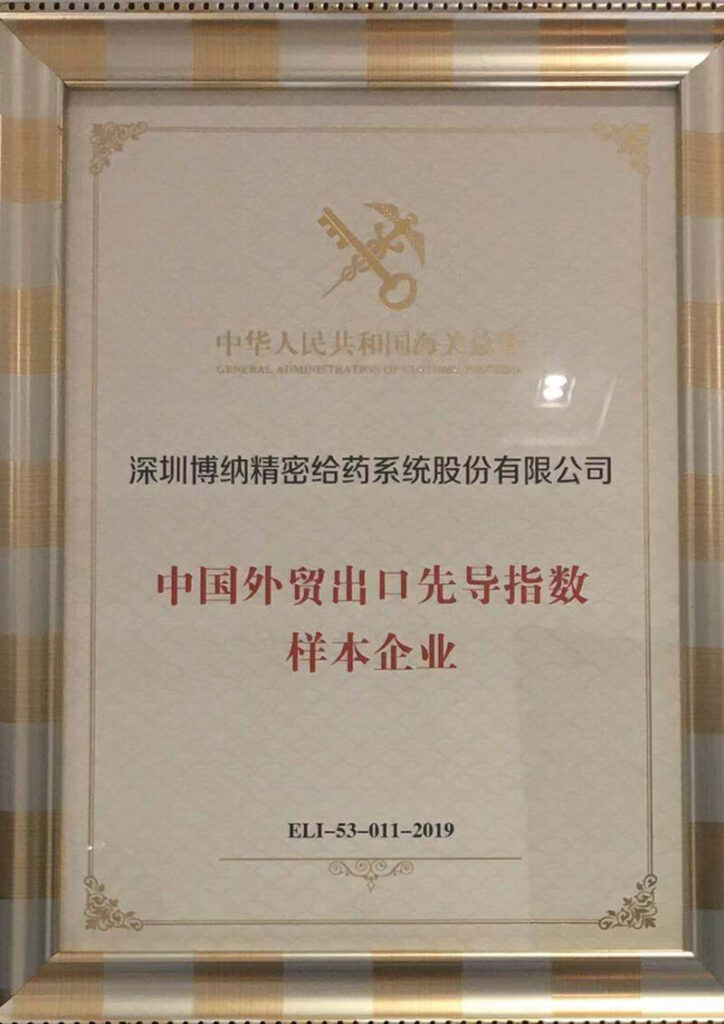 中华人民共和国海关总署
GENERAL ADMINISTRATION OF CUSTOMS
深圳博纳精密给药系统股份有限公司
中国外贸出口先导指数
样本企业
ELI-53-011-2019